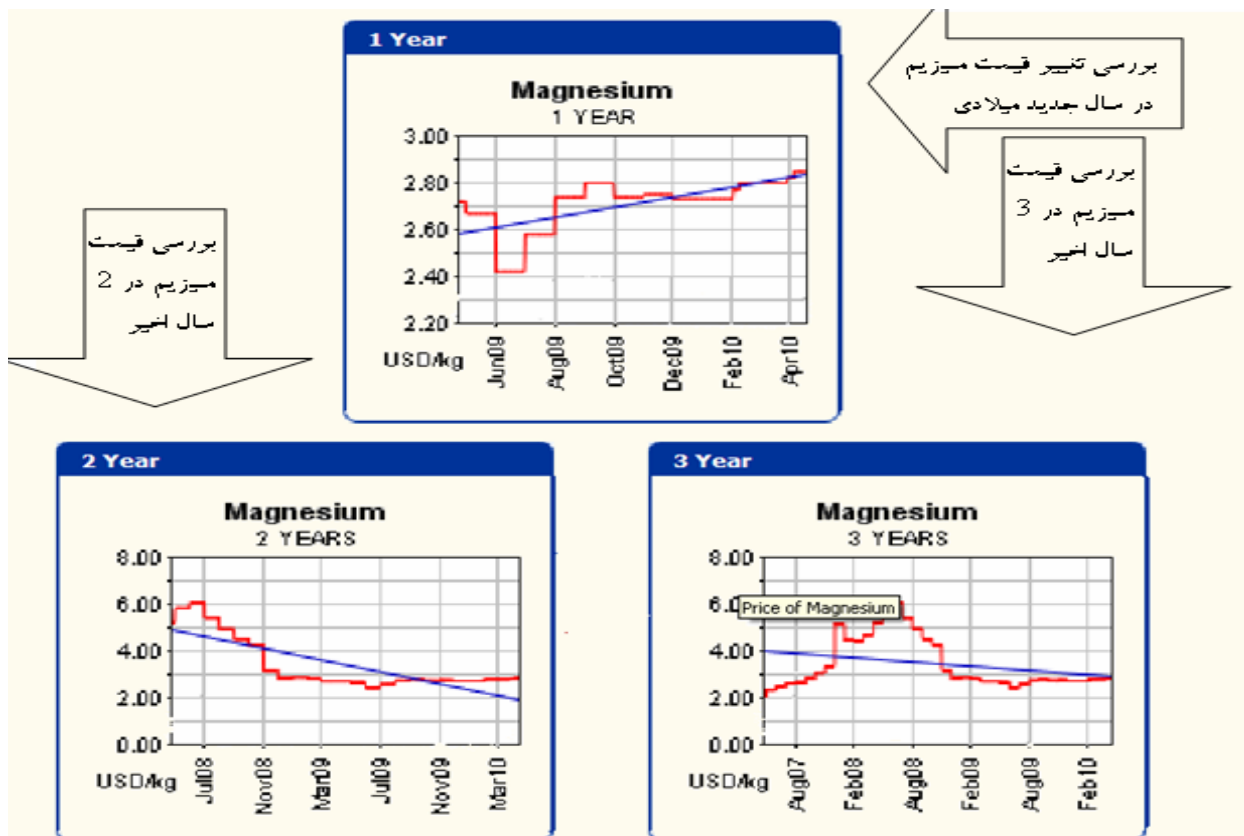 1 Year
Magnesium
1 YEAR
3.00
2.80
2.60
2.40
2.20
USD/kg
Jun09
Aug09
Oct09
Dec09
Feb10
Apr10
بررسی تغییر قیمت منیزیم
در سال جدید میلادی
بررسی قیمت
منیزیم در 3
سال اخیر
بررسی قیمت
منیزیم در 2
سال اخیر
2 Year
Magnesium
2 YEARS
8.00
6.00
4.00
2.00
0.00
USD/kg
Jul08
Nov08
Mar09
Jul09
Nov09
Mar10
3 Year
Magnesium
3 YEARS
8.00
Price of Magnesium
4.00
2.00
0.00
USD/kg
Aug07
Feb08
Aug08
Feb09
Aug09
Feb10